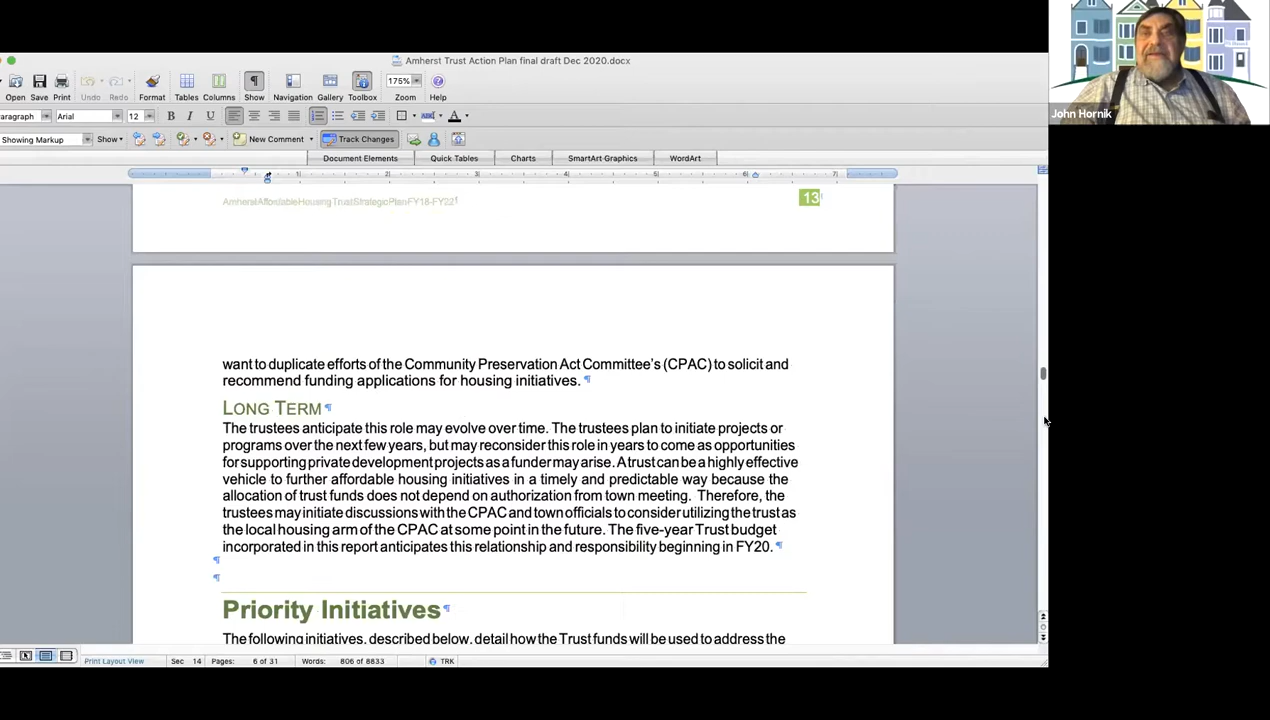 Amherst Trust Action Plan final draft Dec 2020.docx
175%
Open Save Print Undo Redo Format Tables Columns Show Navigation Gallery Toolbox Zoom Help
aragraph Arial 12 B I U A
Showing Markup Show New Comment Track Changes
Document Elements Quick Tables Charts SmartArt Graphics WordArt
1 2 3 4 5 6 7
Amherst Affordable Housing Trust Strategic Plan FY18-FY22¶ 13
want to duplicate efforts of the Community Preservation Act Committee's (CPAC) to solicit and
recommend funding applications for housing initiatives. ¶
LONG TERM ¶
The trustees anticipate this role may evolve over time. The trustees plan to initiate projects or
programs over the next few years, but may reconsider this role in years to come as opportunities
for supporting private development projects as a funder may arise. A trust can be a highly effective
vehicle to further affordable housing initiatives in a timely and predictable way because the
allocation of trust funds does not depend on authorization from town meeting. Therefore, the
trustees may initiate discussions with the CPAC and town officials to consider utilizing the trust as
the local housing arm of the CPAC at some point in the future. The five-year Trust budget
incorporated in this report anticipates this relationship and responsibility beginning in FY20. ¶
¶
¶
Priority Initiatives ¶
The following initiatives, described below, detail how the Trust funds will be used to address the
Print Layout View Sec 14 Pages: 6 of 31 Words: 806 of 8833 TRK
John Hornik